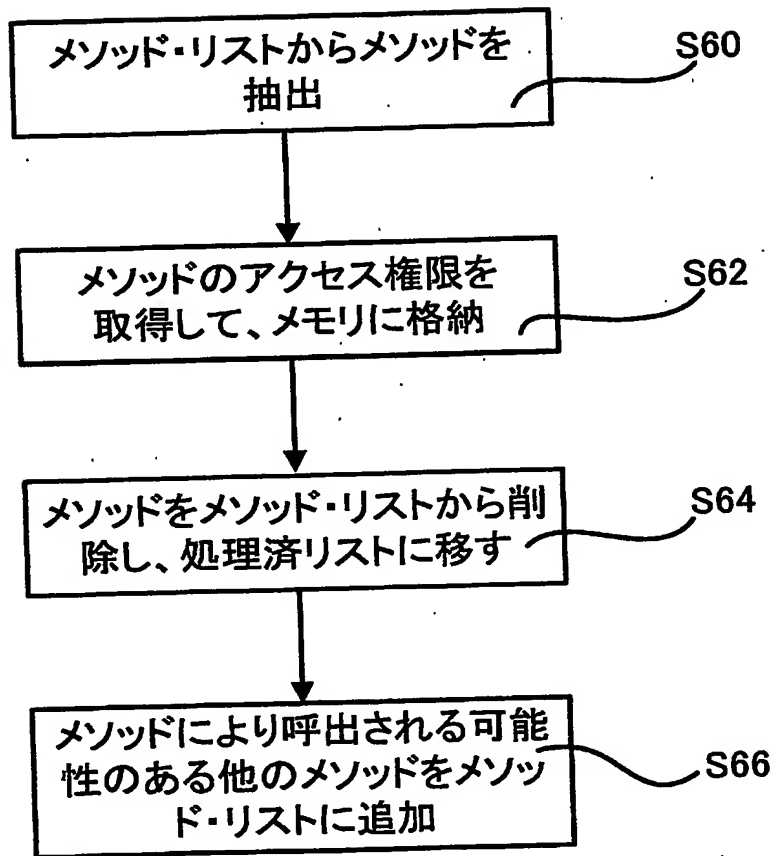 メソッド・リストからメソッドを
抽出
S60
メソッドのアクセス権限を
取得して、メモリに格納
S62
メソッドをメソッド・リストから削
除し、処理済リストに移す
S64
メソッドにより呼出される可能
性のある他のメソッドをメソッ
ド・リストに追加
S66